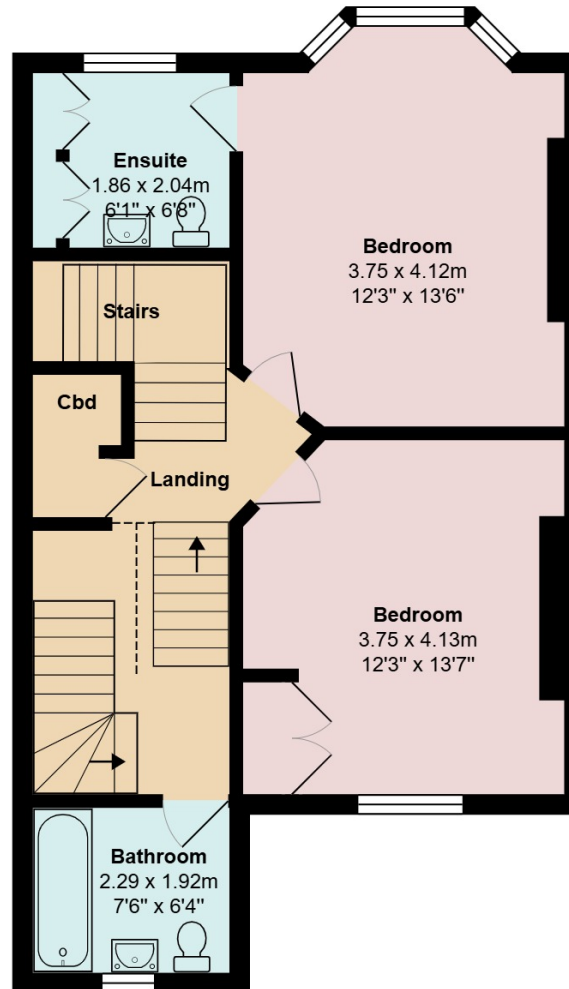 Ensuite
1.86 x 2.04m
6'1" x 6'8"
Bedroom
3.75 x 4.12m
12'3" x 13'6"
Stairs
Cbd
Landing
Bedroom
3.75 x 4.13m
12'3" x 13'7"
Bathroom
2.29 x 1.92m
7'6" x 6'4"